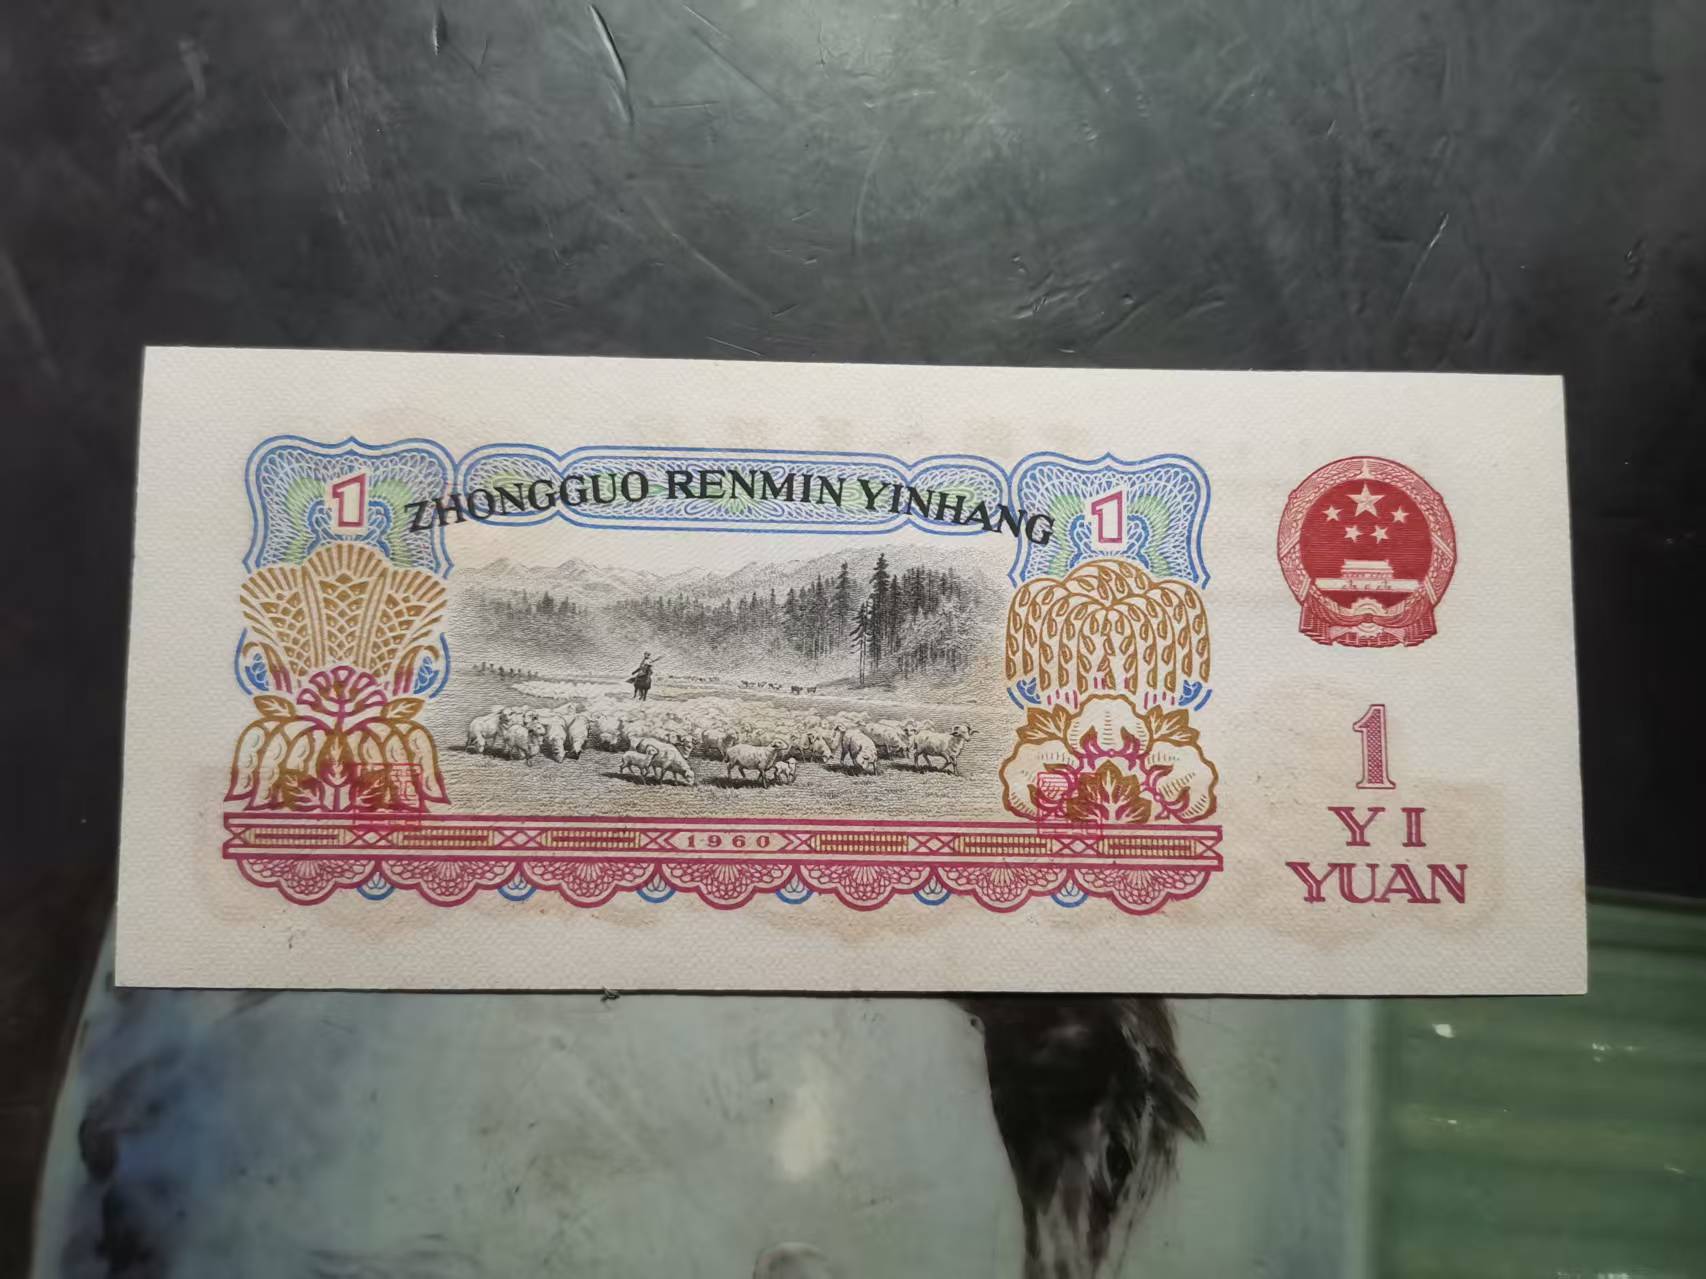 ZHONGGUO RENMIN YINHANG
1
1
1960
1
YI
YUAN